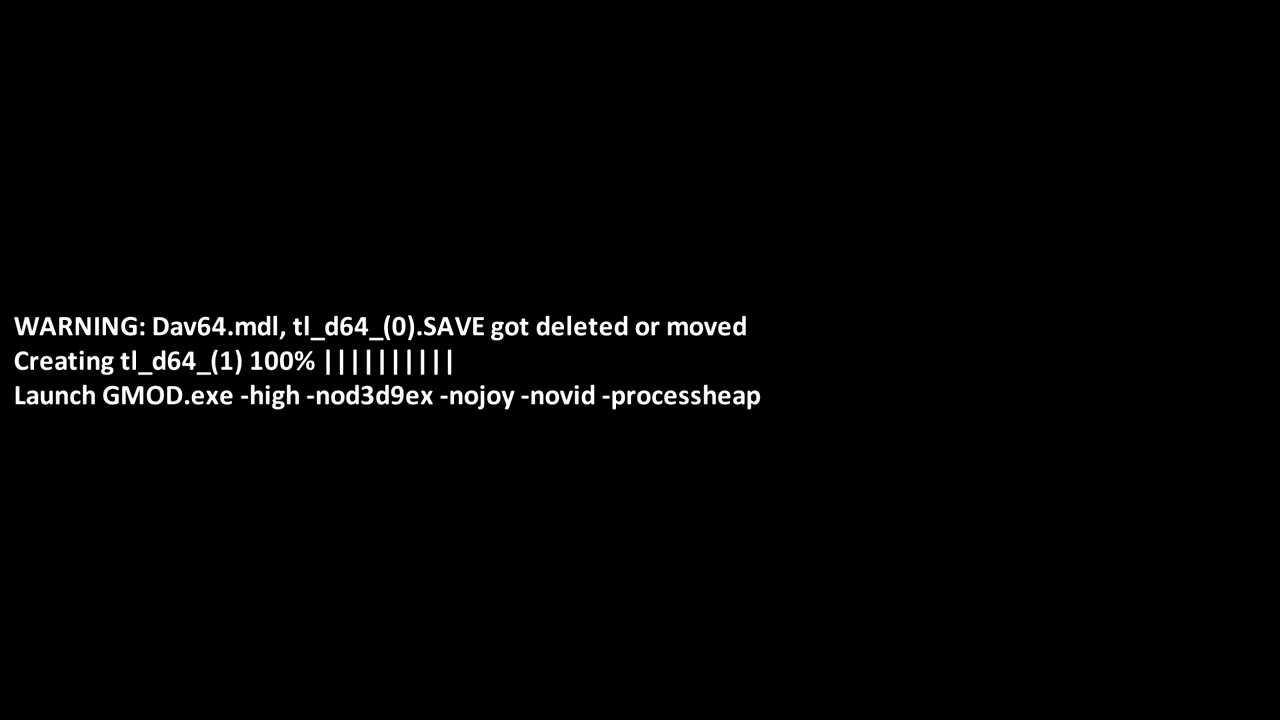 WARNING: Dav64.mdl, tl_d64_(0).SAVE got deleted or moved
Creating tl_d64_(1) 100% ||||||||||
Launch GMOD.exe -high -nod3d9ex -nojoy -novid -processheap